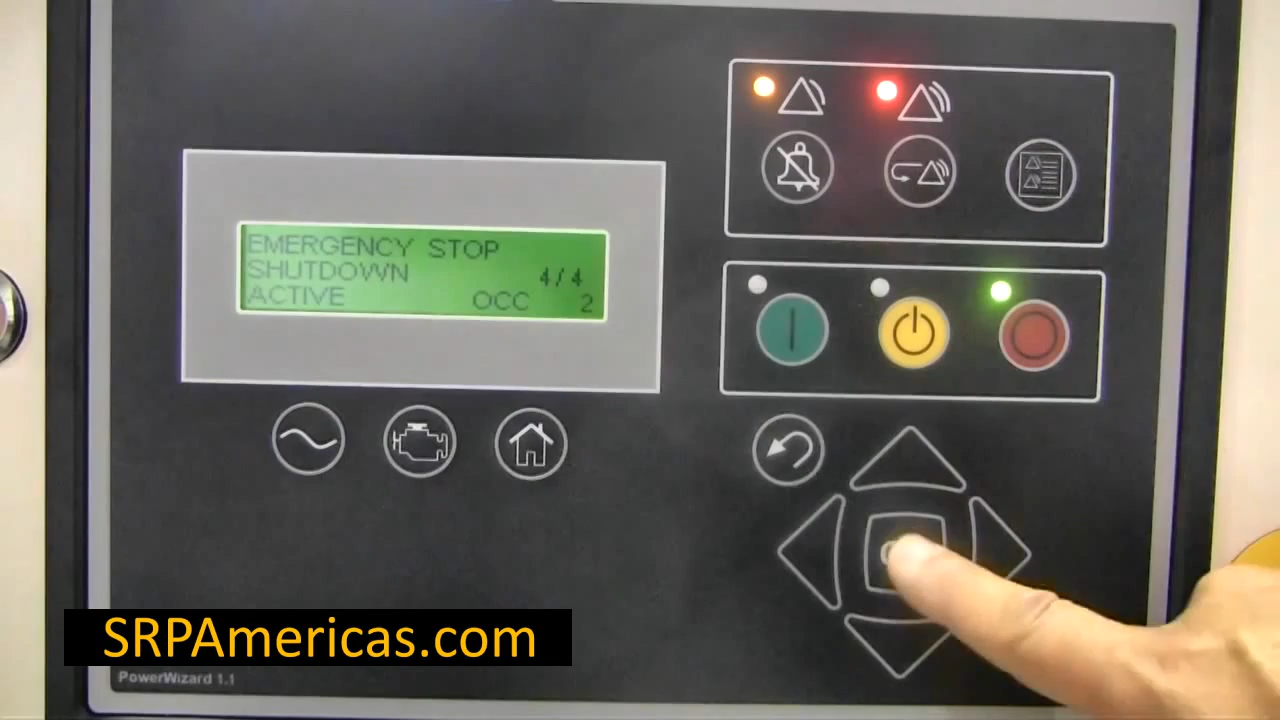 EMERGENCY STOP
SHUTDOWN 4/4
ACTIVE OCC 2
SRPAmericas.com
PowerWizard 1.1